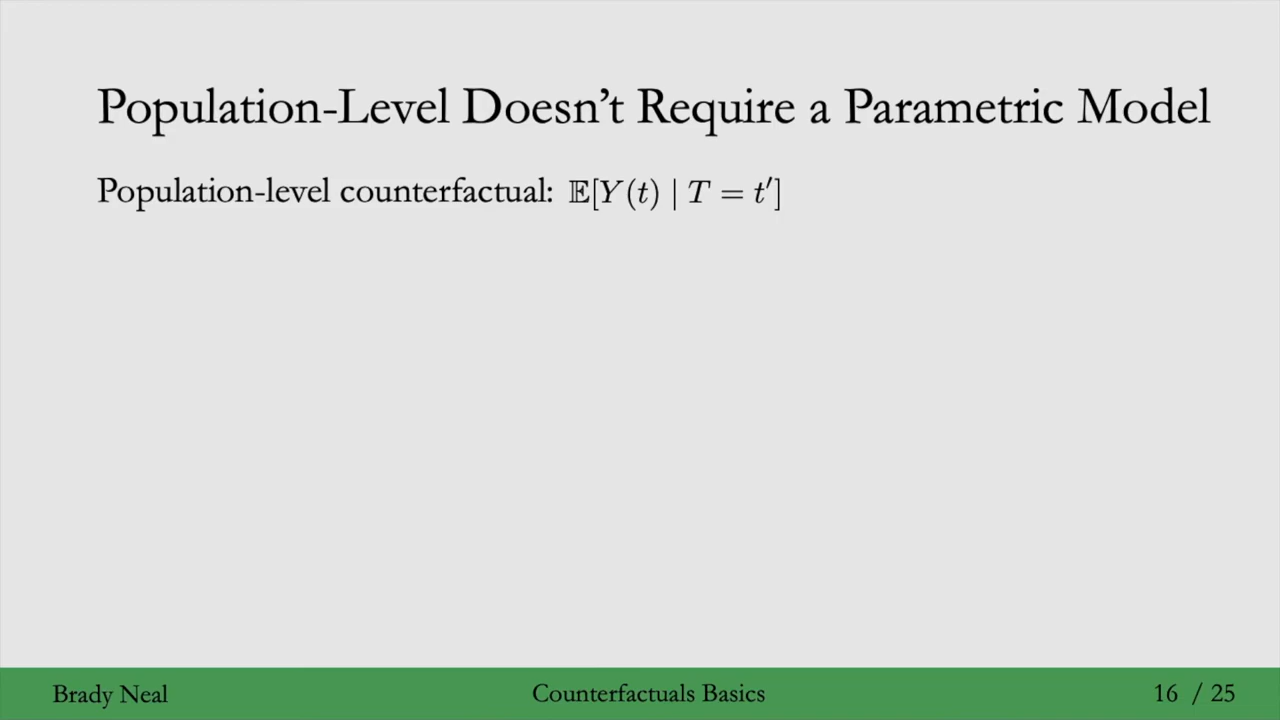 Population-Level Doesn’t Require a Parametric Model
Population-level counterfactual: 𝔼[Y(t) | T = t′]
Brady Neal
Counterfactuals Basics
16 / 25